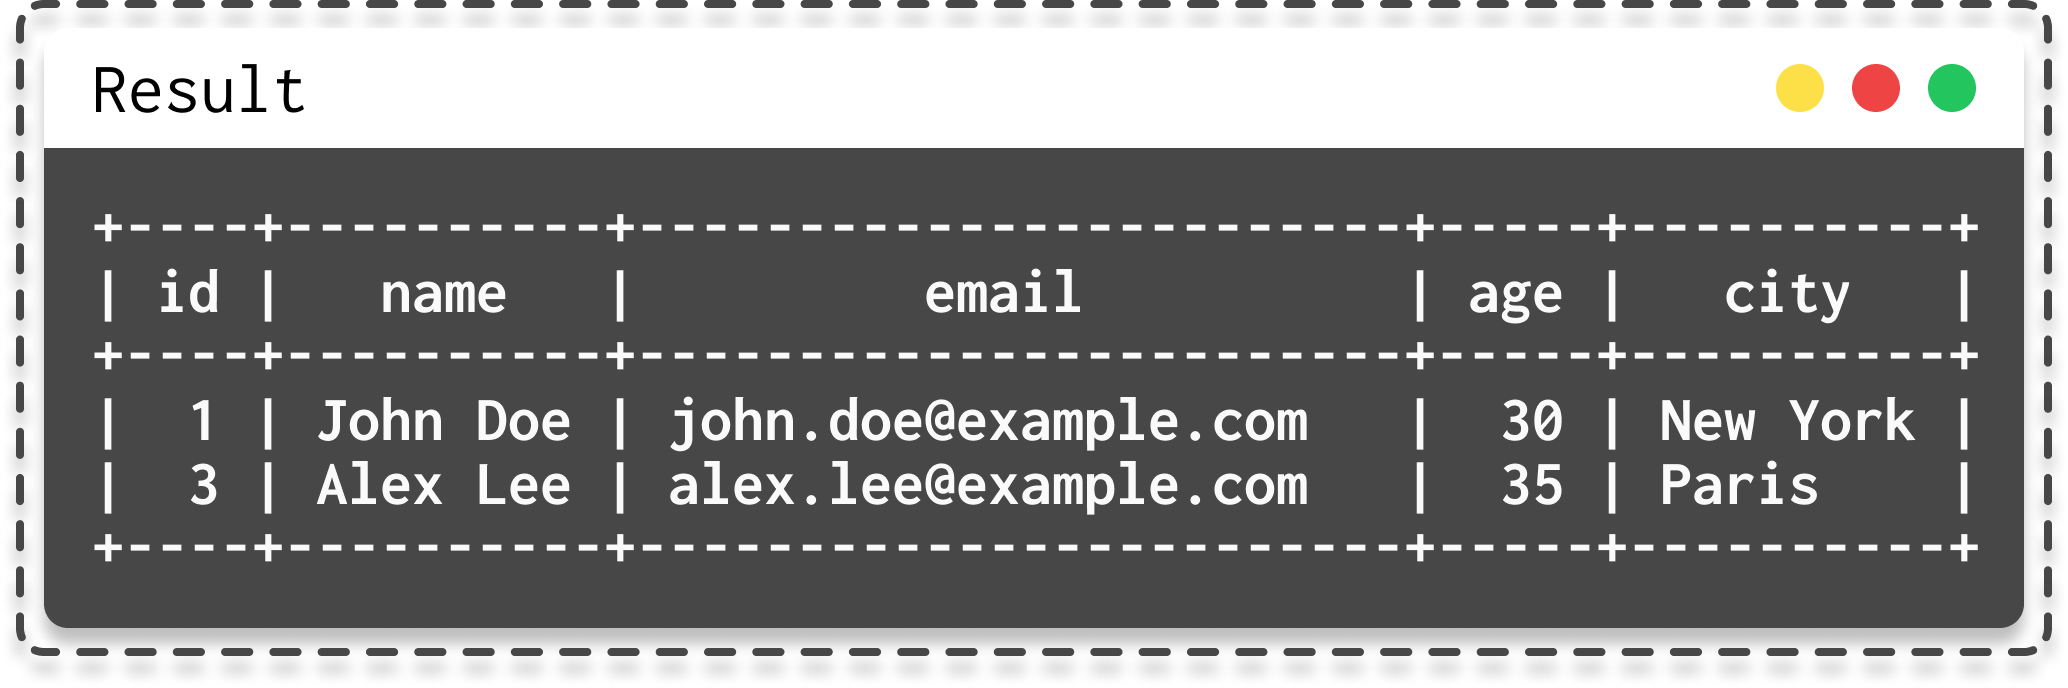 Result
+----+----------+------------------------+-----+----------+
| id |   name   |         email          | age |   city   |
+----+----------+------------------------+-----+----------+
|  1 | John Doe | john.doe@example.com   |  30 | New York |
|  3 | Alex Lee | alex.lee@example.com   |  35 | Paris    |
+----+----------+------------------------+-----+----------+